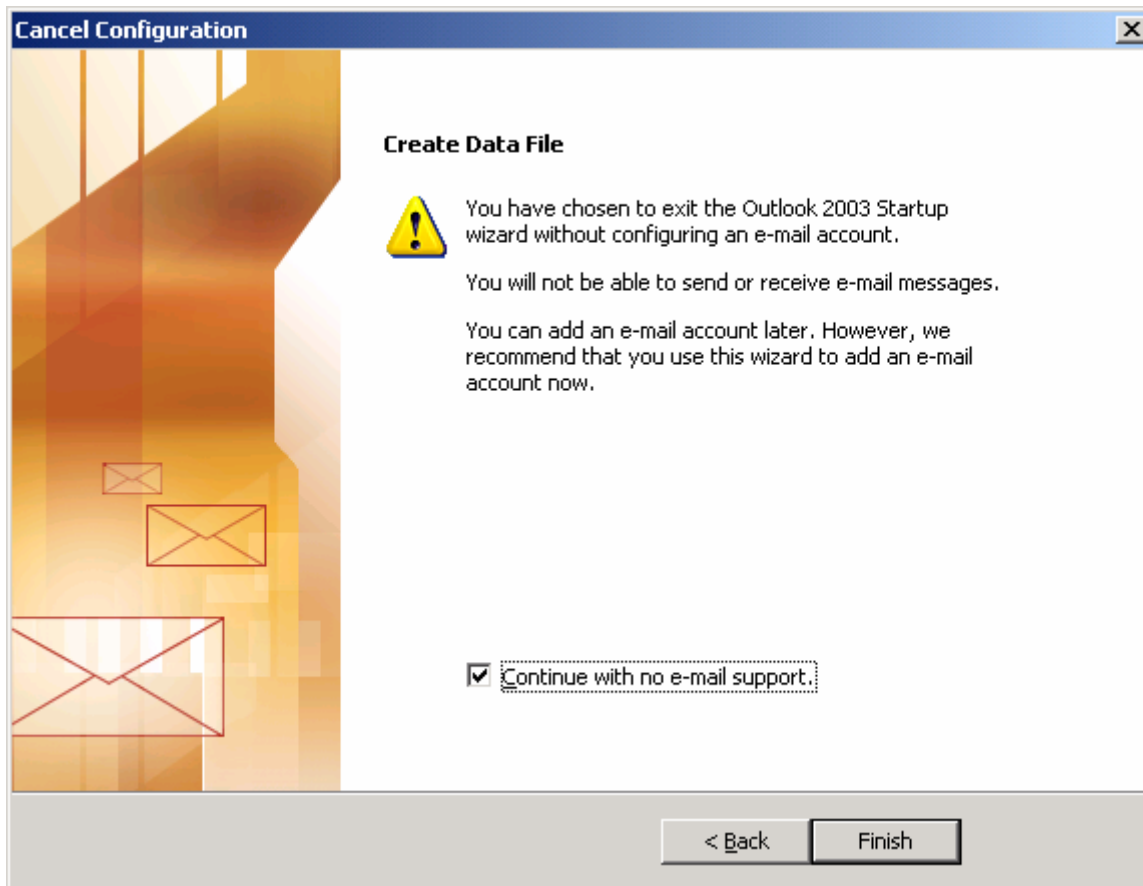 Cancel Configuration
Create Data File
You have chosen to exit the Outlook 2003 Startup
wizard without configuring an e-mail account.
You will not be able to send or receive e-mail messages.
You can add an e-mail account later. However, we
recommend that you use this wizard to add an e-mail
account now.
Continue with no e-mail support.
< Back
Finish